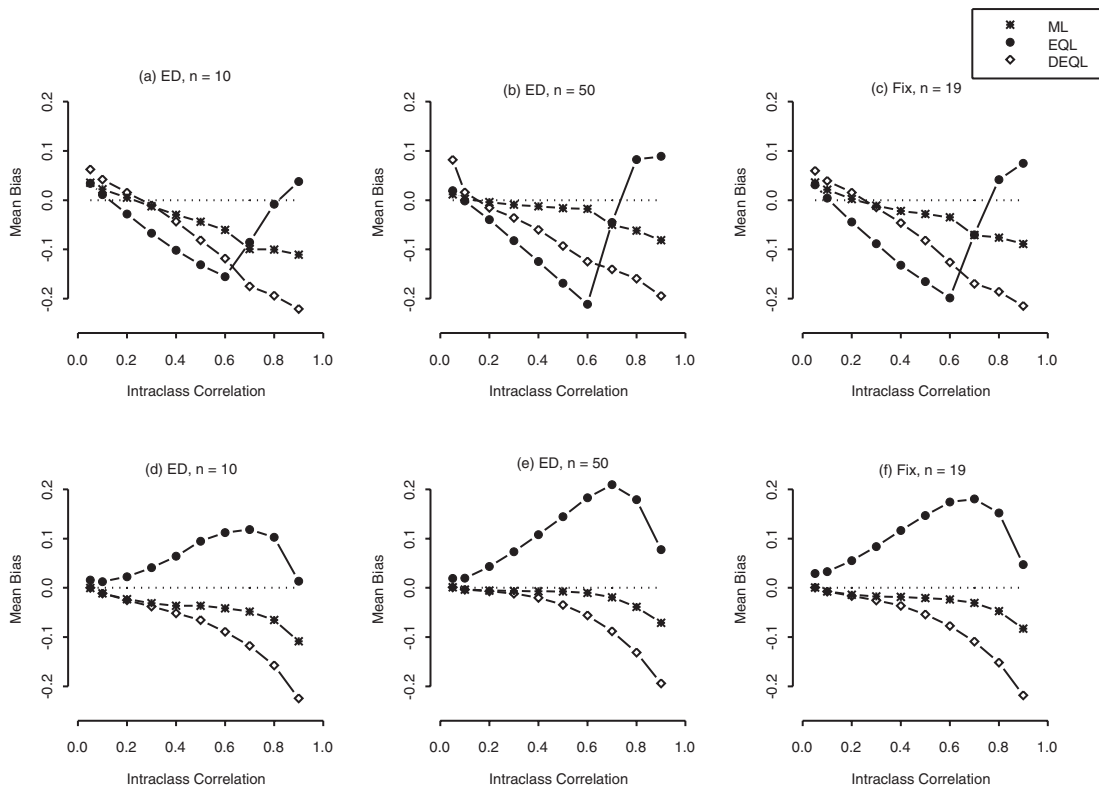 ML
EQL
DEQL
(a) ED, n = 10
(b) ED, n = 50
(c) Fix, n = 19
Mean Bias
0.2
0.1
0.0
-0.1
-0.2
0.0 0.2 0.4 0.6 0.8 1.0
Intraclass Correlation
Mean Bias
0.2
0.1
0.0
-0.1
-0.2
0.0 0.2 0.4 0.6 0.8 1.0
Intraclass Correlation
Mean Bias
0.2
0.1
0.0
-0.1
-0.2
0.0 0.2 0.4 0.6 0.8 1.0
Intraclass Correlation
(d) ED, n = 10
(e) ED, n = 50
(f) Fix, n = 19
Mean Bias
0.2
0.1
0.0
-0.1
-0.2
0.0 0.2 0.4 0.6 0.8 1.0
Intraclass Correlation
Mean Bias
0.2
0.1
0.0
-0.1
-0.2
0.0 0.2 0.4 0.6 0.8 1.0
Intraclass Correlation
Mean Bias
0.2
0.1
0.0
-0.1
-0.2
0.0 0.2 0.4 0.6 0.8 1.0
Intraclass Correlation